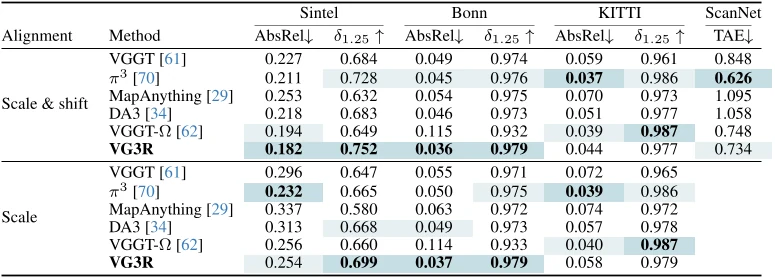 Sintel Bonn KITTI ScanNet
Alignment Method AbsRel↓ δ1.25 ↑ AbsRel↓ δ1.25 ↑ AbsRel↓ δ1.25 ↑ TAE↓
VGGT [61] 0.227 0.684 0.049 0.974 0.059 0.961 0.848
π³ [70] 0.211 0.728 0.045 0.976 0.037 0.986 0.626
MapAnything [29] 0.253 0.632 0.054 0.975 0.070 0.973 1.095
Scale & shift
DA3 [34] 0.218 0.683 0.046 0.973 0.051 0.977 1.058
VGGT-Ω [62] 0.194 0.649 0.115 0.932 0.039 0.987 0.748
VG3R 0.182 0.752 0.036 0.979 0.044 0.977 0.734
VGGT [61] 0.296 0.647 0.055 0.971 0.072 0.965
π³ [70] 0.232 0.665 0.050 0.975 0.039 0.986
MapAnything [29] 0.337 0.580 0.063 0.972 0.074 0.972
Scale
DA3 [34] 0.313 0.668 0.049 0.973 0.057 0.978
VGGT-Ω [62] 0.256 0.660 0.114 0.933 0.040 0.987
VG3R 0.254 0.699 0.037 0.979 0.058 0.979